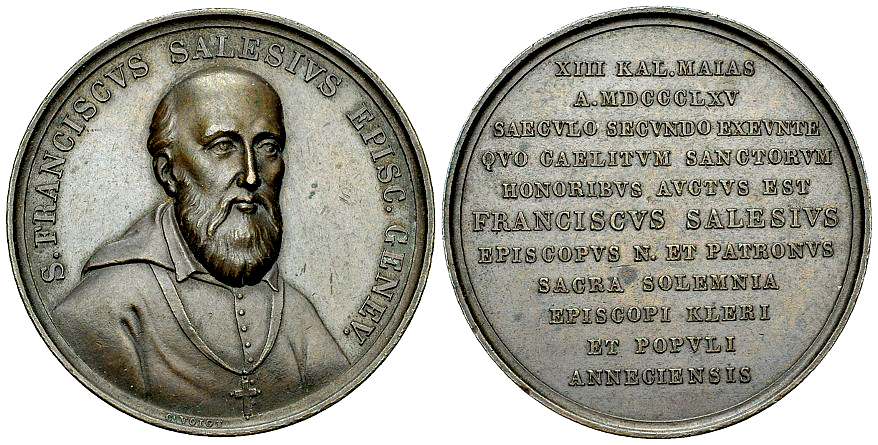 S. FRANCISCVS SALESIVS EPISC. GENEV.
C. VOIGT
XIII KAL. MAIAS
A. MDCCCLXV
SAECVLO SECVNDO EXEVNTE
QVO CAELITVM SANCTORVM
HONORIBVS AVCTVS EST
FRANCISCVS SALESIVS
EPISCOPVS N. ET PATRONVS
SACRA SOLEMNIA
EPISCOPI KLERI
ET POPVLI
ANNECIENSIS